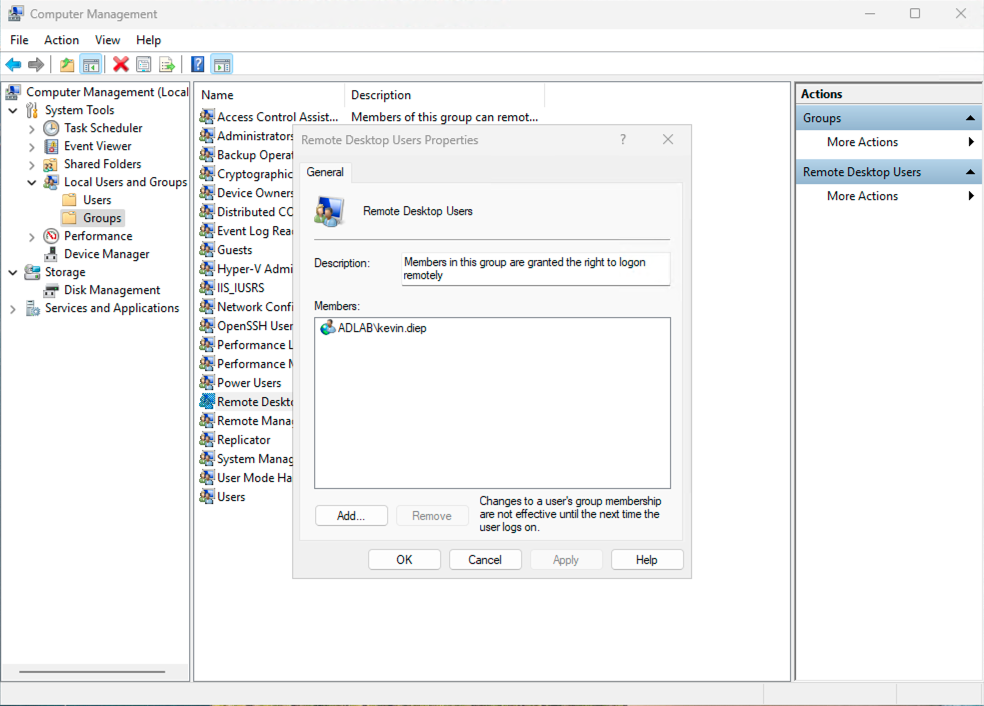 Computer Management
File Action View Help
Computer Management (Local
System Tools
Task Scheduler
Event Viewer
Shared Folders
Local Users and Groups
Users
Groups
Performance
Device Manager
Storage
Disk Management
Services and Applications
Name Description
Access Control Assist... Members of this group can remot...
Administrators
Backup Operat
Cryptographic
Device Owners
Distributed CO
Event Log Rea
Guests
Hyper-V Admi
IIS_IUSRS
Network Confi
OpenSSH User
Performance L
Performance M
Power Users
Remote Deskto
Remote Manag
Replicator
System Manag
User Mode Ha
Users
Remote Desktop Users Properties ?
General
Remote Desktop Users
Description: Members in this group are granted the right to logon
remotely
Members:
ADLAB\kevin.diep
Add... Remove
Changes to a user's group membership
are not effective until the next time the
user logs on.
OK Cancel Apply Help
Actions
Groups
More Actions
Remote Desktop Users
More Actions